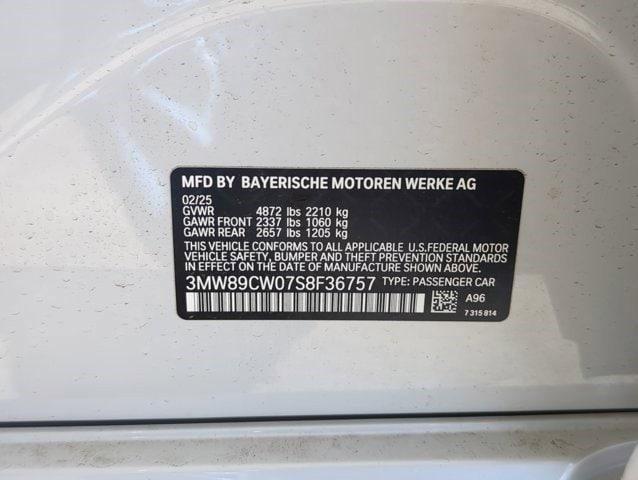 MFD BY BAYERISCHE MOTOREN WERKE AG
02/25
GVWR 4872 lbs 2210 kg
GAWR FRONT 2337 lbs 1060 kg
GAWR REAR 2657 lbs 1205 kg
THIS VEHICLE CONFORMS TO ALL APPLICABLE U.S.FEDERAL MOTOR
VEHICLE SAFETY, BUMPER AND THEFT PREVENTION STANDARDS
IN EFFECT ON THE DATE OF MANUFACTURE SHOWN ABOVE.
3MW89CW07S8F36757 TYPE: PASSENGER CAR
A96
7 315 814